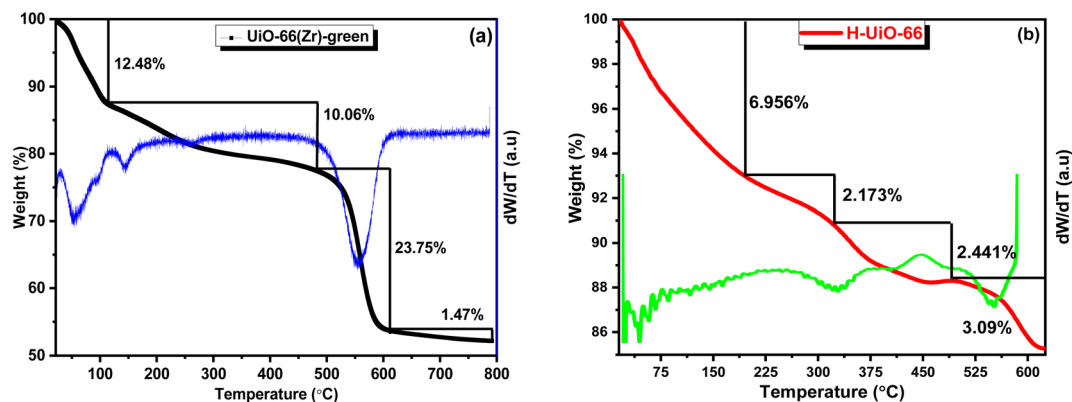 UiO-66(Zr)-green
(a)
12.48%
10.06%
23.75%
1.47%
100
90
80
70
60
50
Weight (%)
dW/dT (a.u)
100 200 300 400 500 600 700 800
Temperature (°C)
H-UiO-66
(b)
6.956%
2.173%
2.441%
3.09%
100
98
96
93
90
88
86
Weight (%)
dW/dT (a.u)
75 150 225 300 375 450 525 600
Temperature (°C)